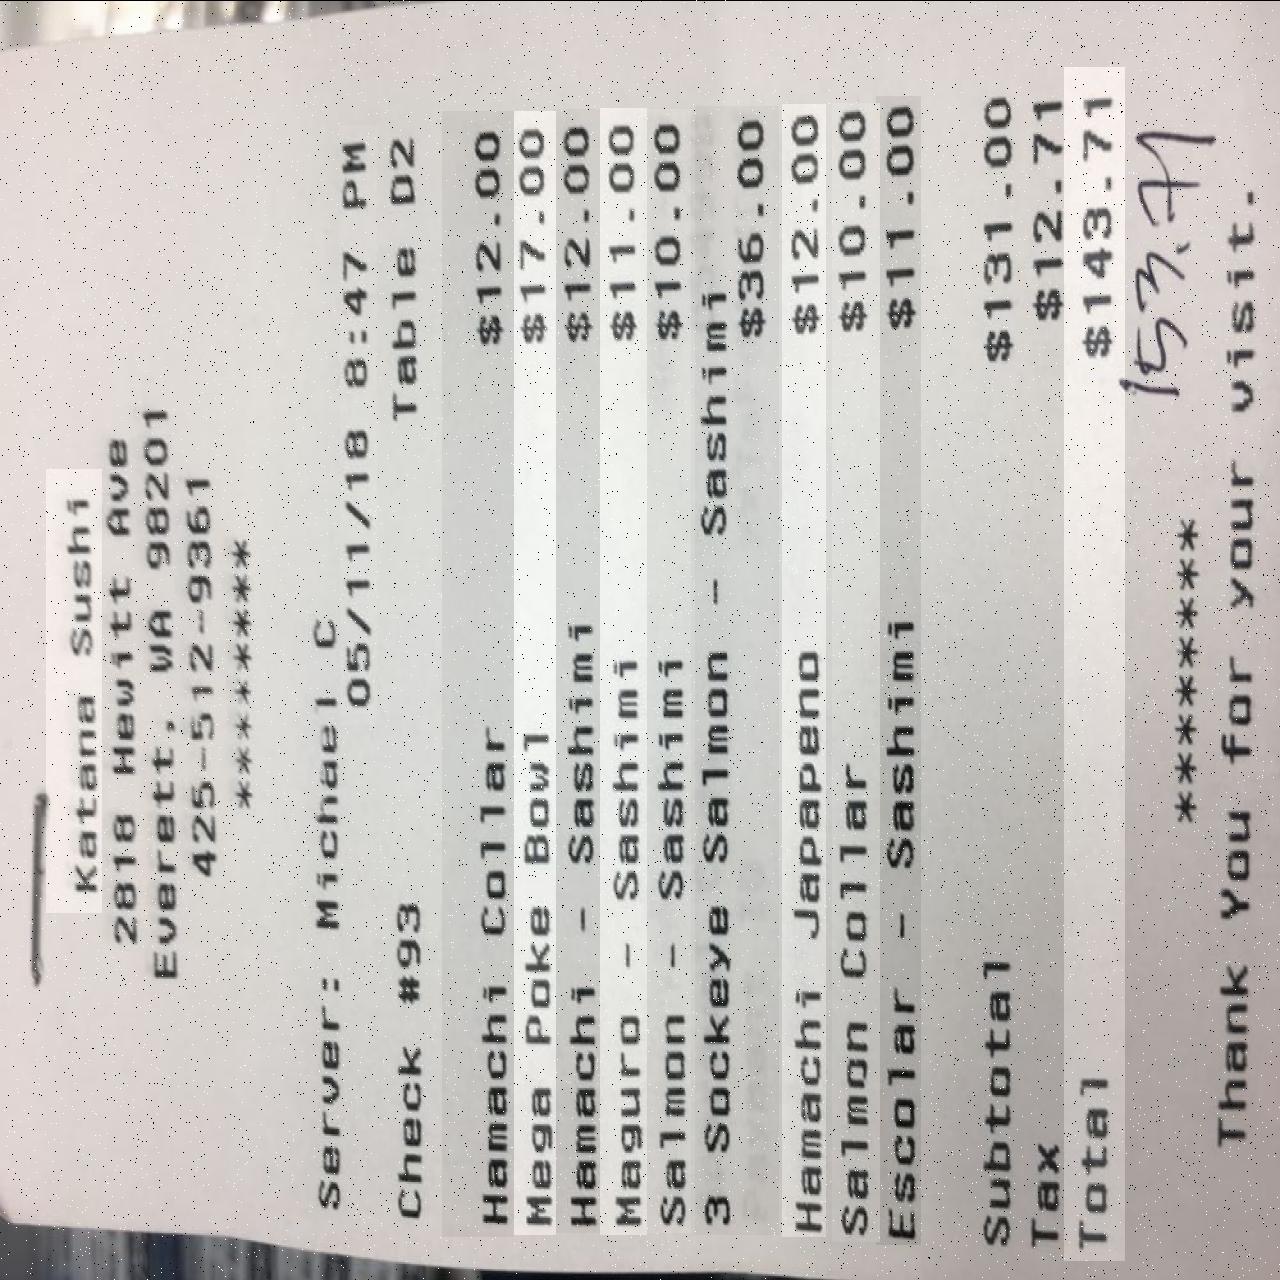 Katana Sushi
2818 Hewitt Ave
Everett, WA 98201
425-512-9361
********
Server: Michael C
05/11/18 8:47 PM
Check #93 Table D2
Hamachi Collar $12.00
Mega Poke Bowl $17.00
Hamachi - Sashimi $12.00
Maguro - Sashimi $11.00
Salmon - Sashimi $10.00
3 Sockeye Salmon - Sashimi
$36.00
Hamachi Japapeno $12.00
Salmon Collar $10.00
Escolar - Sashimi $11.00
Subtotal $131.00
Tax $12.71
Total $143.71
153.71
********
Thank You for your visit.